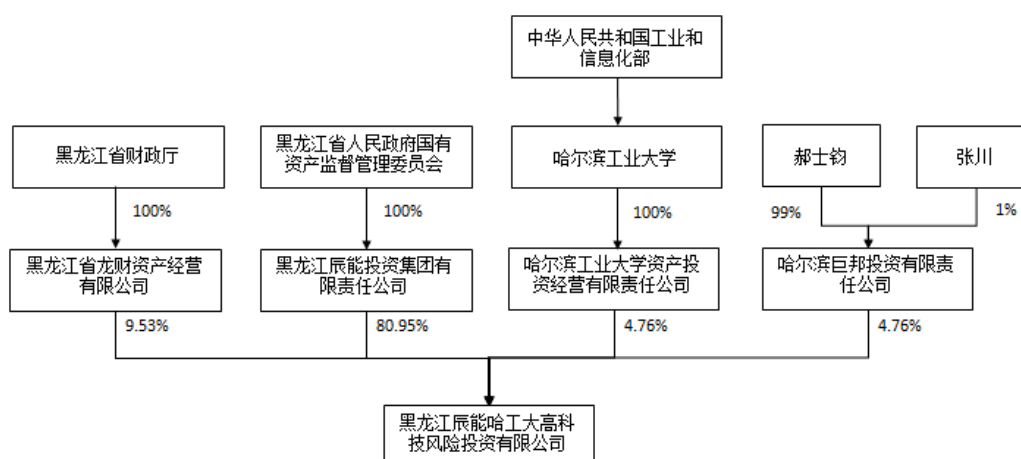 中华人民共和国工业和
信息化部
黑龙江省财政厅
黑龙江省人民政府国有
资产监督管理委员会
哈尔滨工业大学
郝士钧
张川
100%
100%
100%
99%
1%
黑龙江省龙财资产经营
有限公司
黑龙江辰能投资集团有
限责任公司
哈尔滨工业大学资产投
资经营有限责任公司
哈尔滨巨邦投资有限责
任公司
9.53%
80.95%
4.76%
4.76%
黑龙江辰能哈工大高科
技风险投资有限公司